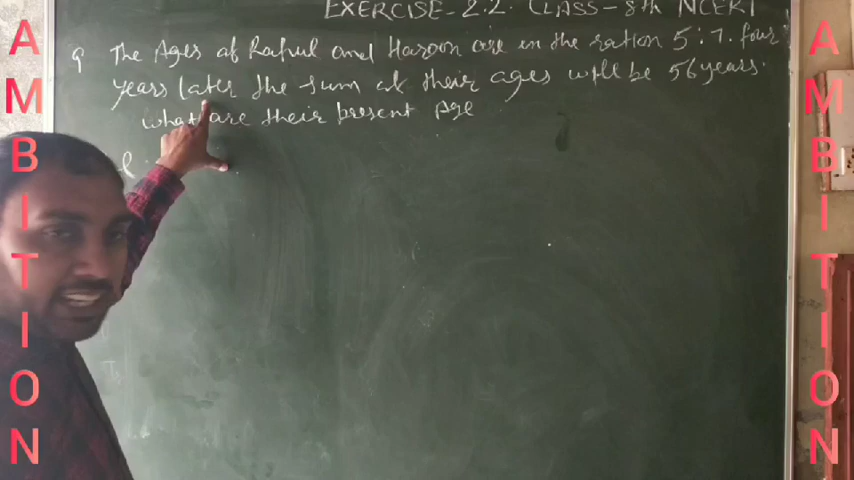 EXERCISE-2.2. CLASS-8th NCERT
Q The Ages of Rahul and Haroon are in the ration 5:7. four
years later the sum of their ages will be 56 years.
what are their present Age
AMBITION
AMBITION